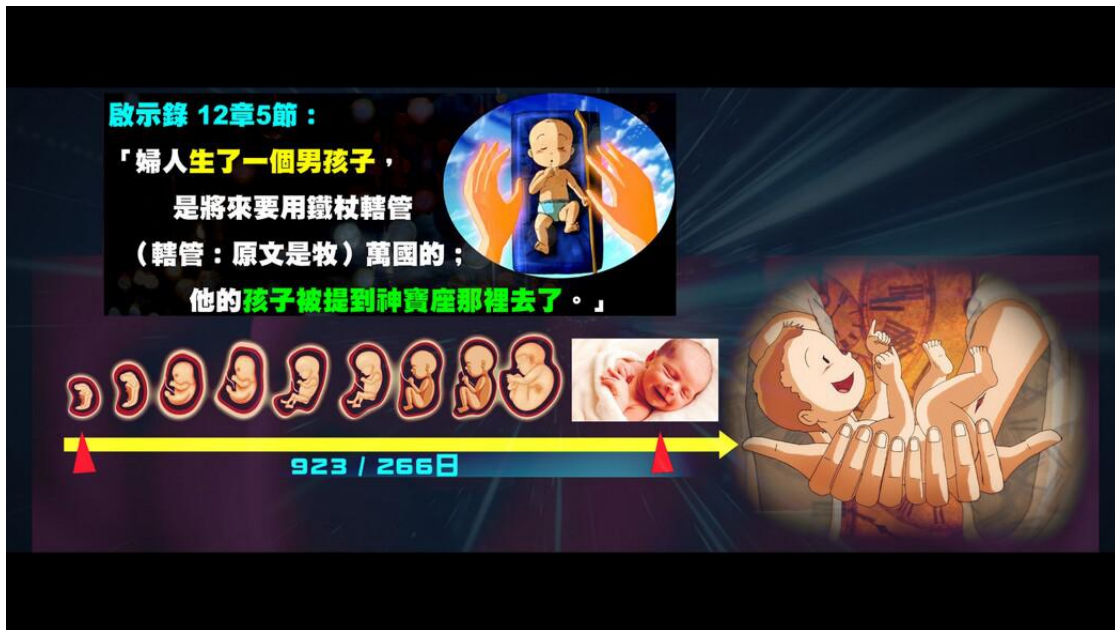 啟示錄 12章5節：
「婦人生了一個男孩子，
是將來要用鐵杖轄管
（轄管：原文是牧）萬國的；
他的孩子被提到神寶座那裡去了。」
923 / 266日